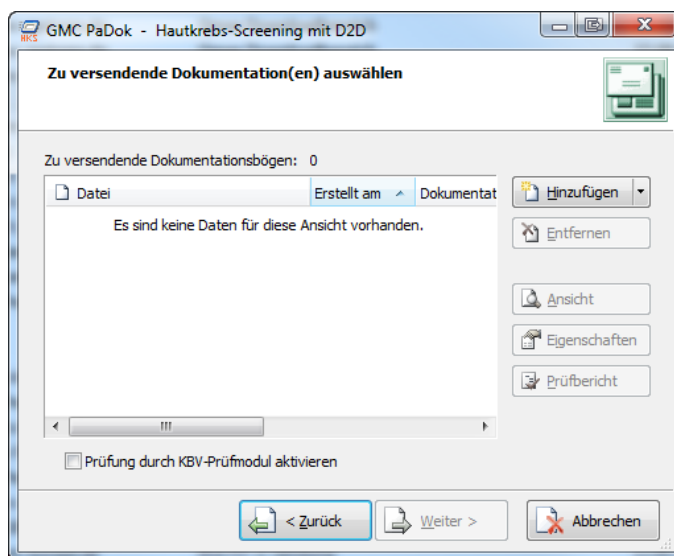 HKS GMC PaDok - Hautkrebs-Screening mit D2D
Zu versendende Dokumentation(en) auswählen
Zu versendende Dokumentationsbögen: 0
Datei Erstellt am Dokumentat
Es sind keine Daten für diese Ansicht vorhanden.
Hinzufügen
Entfernen
Ansicht
Eigenschaften
Prüfbericht
Prüfung durch KBV-Prüfmodul aktivieren
< Zurück Weiter > Abbrechen